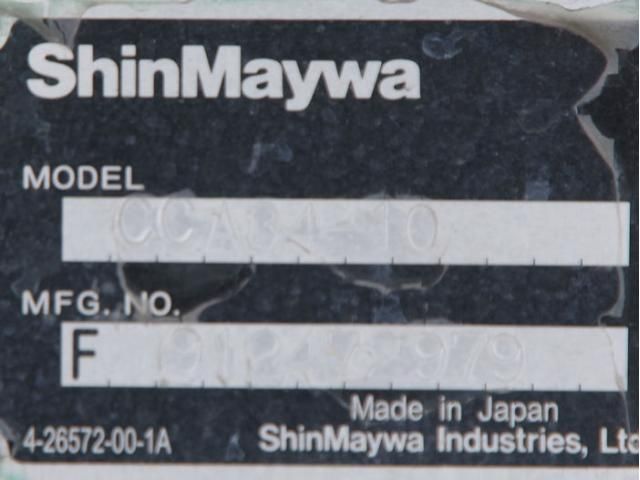 ShinMaywa
MODEL
CCA34-10
MFG. NO.
F
Made in Japan
4-26572-00-1A ShinMaywa Industries, Ltd